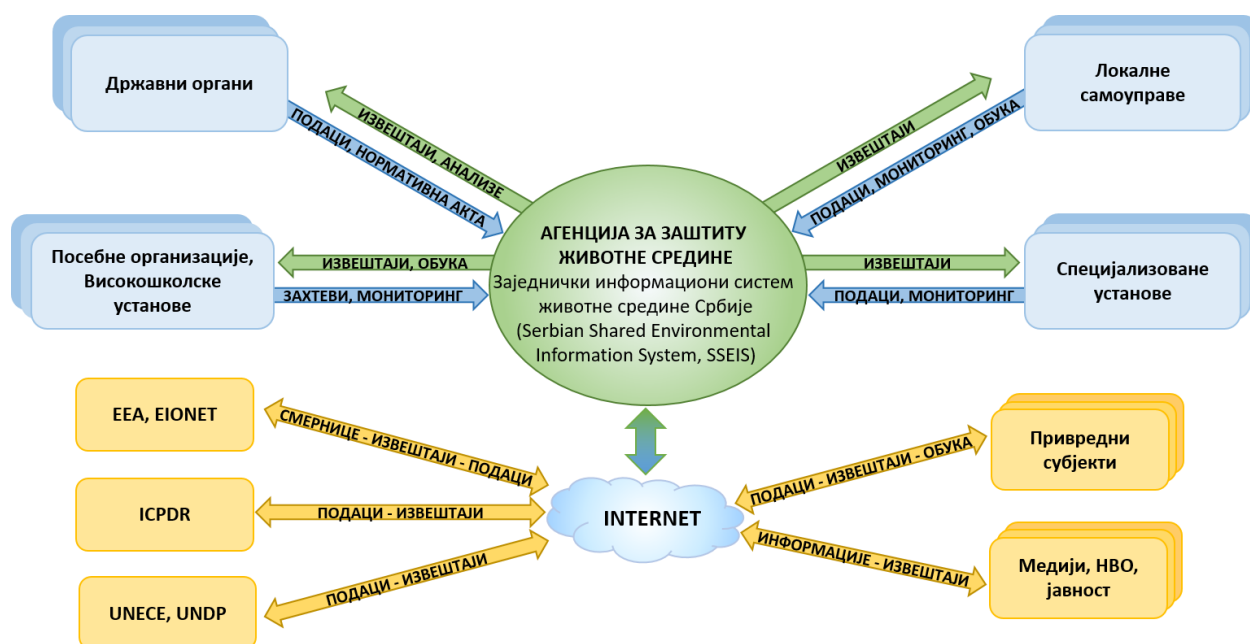 Државни органи
Локалне
самоуправе
ИЗВЕШТАЈИ, АНАЛИЗЕ
ПОДАЦИ, НОРМАТИВНА АКТА
ИЗВЕШТАЈИ
ПОДАЦИ, МОНИТОРИНГ, ОБУКА
Посебне организације,
Високошколске
установе
ИЗВЕШТАЈИ, ОБУКА
ЗАХТЕВИ, МОНИТОРИНГ
АГЕНЦИЈА ЗА ЗАШТИТУ
ЖИВОТНЕ СРЕДИНЕ
Заједнички информациони систем
животне средине Србије
(Serbian Shared Environmental
Information System, SSEIS)
ИЗВЕШТАЈИ
ПОДАЦИ, МОНИТОРИНГ
Специјализоване
установе
EEA, EIONET
СМЕРНИЦЕ - ИЗВЕШТАЈИ - ПОДАЦИ
ICPDR
ПОДАЦИ - ИЗВЕШТАЈИ
UNECE, UNDP
ПОДАЦИ - ИЗВЕШТАЈИ
INTERNET
ПОДАЦИ - ИЗВЕШТАЈИ - ОБУКА
Привредни
субјекти
ИНФОРМАЦИЈЕ - ИЗВЕШТАЈИ
Медији, НВО,
јавност